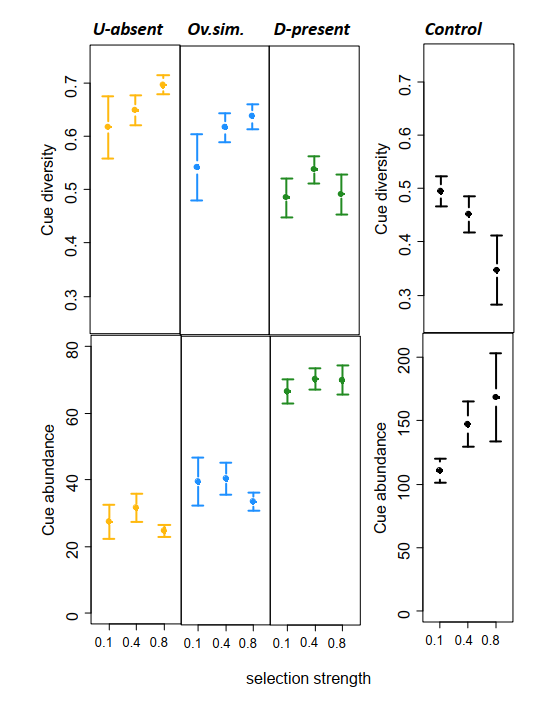 U-absent Ov.sim. D-present Control
Cue diversity
0.7
0.6
0.5
0.4
0.3
Cue diversity
0.7
0.6
0.5
0.4
0.3
Cue abundance
80
60
40
20
0
Cue abundance
200
150
100
50
0
0.1 0.4 0.8 0.1 0.4 0.8 0.1 0.4 0.8 0.1 0.4 0.8
selection strength